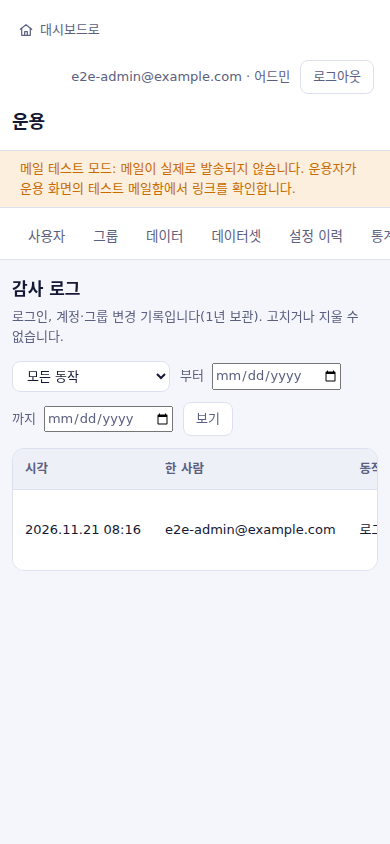 대시보드로
e2e-admin@example.com · 어드민
로그아웃
운용
메일 테스트 모드: 메일이 실제로 발송되지 않습니다. 운용자가
운용 화면의 테스트 메일함에서 링크를 확인합니다.
사용자 그룹 데이터 데이터셋 설정 이력
감사 로그
로그인, 계정·그룹 변경 기록입니다(1년 보관). 고치거나 지울 수
없습니다.
모든 동작 부터 mm/dd/yyyy
까지 mm/dd/yyyy 보기
시각 한 사람
2026.11.21 08:16 e2e-admin@example.com